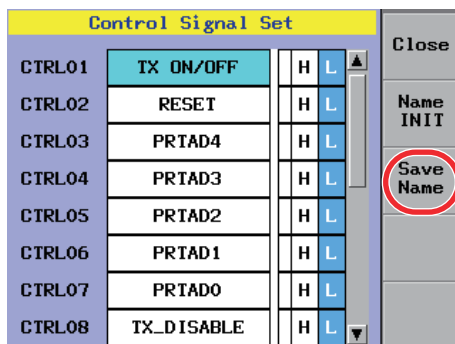 Control Signal Set
CTRL01 TX ON/OFF H L
CTRL02 RESET H L
CTRL03 PRTAD4 H L
CTRL04 PRTAD3 H L
CTRL05 PRTAD2 H L
CTRL06 PRTAD1 H L
CTRL07 PRTAD0 H L
CTRL08 TX_DISABLE H L
Close
Name
INIT
Save
Name